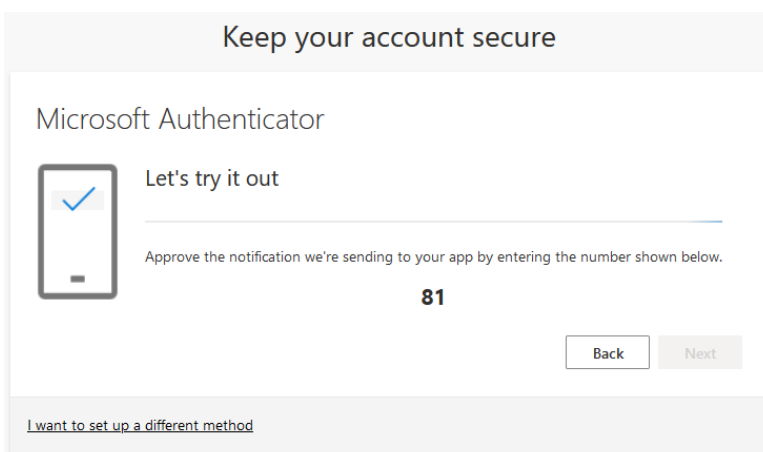 Keep your account secure
Microsoft Authenticator
Let's try it out
Approve the notification we're sending to your app by entering the number shown below.
81
Back
Next
I want to set up a different method